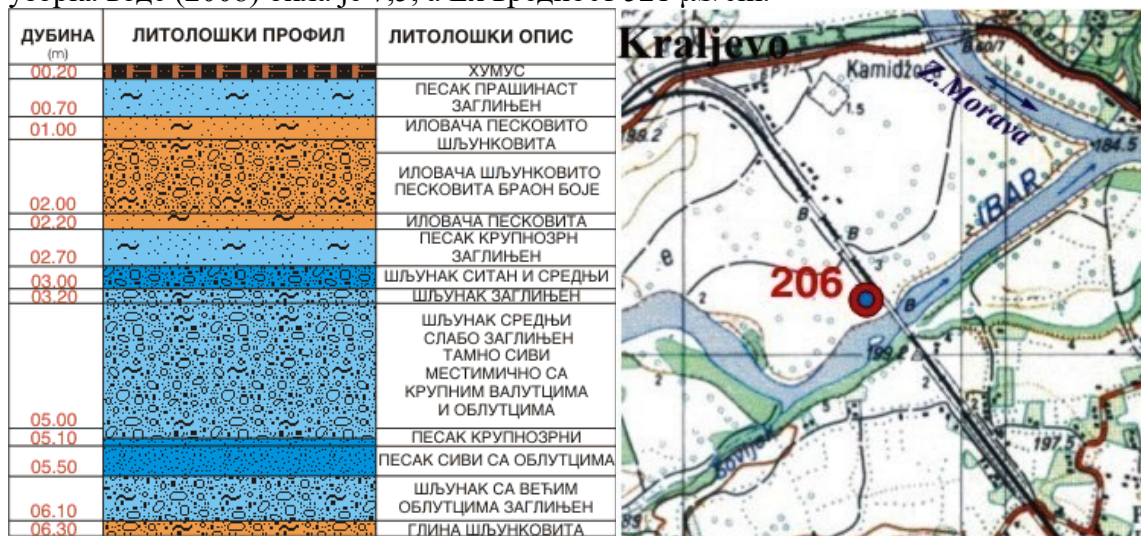 ДУБИНА
(m)
ЛИТОЛОШКИ ПРОФИЛ
ЛИТОЛОШКИ ОПИС
00.20
ХУМУС
00.70
ПЕСАК ПРАШИНАСТ
ЗАГЛИЊЕН
01.00
ИЛОВАЧА ПЕСКОВИТО
ШЉУНКОВИТА
02.00
ИЛОВАЧА ШЉУНКОВИТО
ПЕСКОВИТА БРАОН БОЈЕ
02.20
ИЛОВАЧА ПЕСКОВИТА
02.70
ПЕСАК КРУПНОЗРН
ЗАГЛИЊЕН
03.00
ШЉУНАК СИТАН И СРЕДЊИ
03.20
ШЉУНАК ЗАГЛИЊЕН
05.00
ШЉУНАК СРЕДЊИ
СЛАБО ЗАГЛИЊЕН
ТАМНО СИВИ
МЕСТИМИЧНО СА
КРУПНИМ ВАЛУТЦИМА
И ОБЛУТЦИМА
05.10
ПЕСАК КРУПНОЗРНИ
05.50
ПЕСАК СИВИ СА ОБЛУТЦИМА
06.10
ШЉУНАК СА ВЕЋИМ
ОБЛУТЦИМА ЗАГЛИЊЕН
06.30
ГЛИНА ШЉУНКОВИТА
Kraljevo
Z. Morava
184.5
IBAR
206
197.5